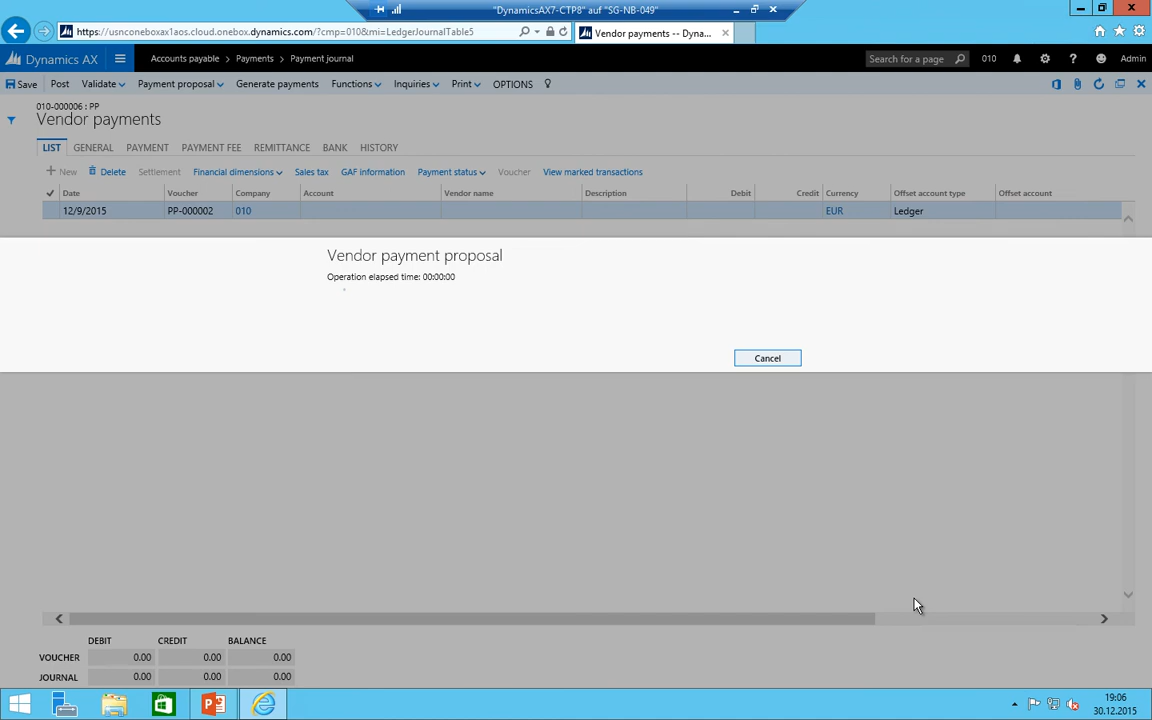 "DynamicsAX7-CTP8" auf "SG-NB-049"
https://usnconeboxax1aos.cloud.onebox.dynamics.com/?cmp=010&mi=LedgerJournalTable5
Vendor payments -- Dyna...
Dynamics AX
Accounts payable > Payments > Payment journal
Search for a page
010
Admin
Save Post Validate Payment proposal Generate payments Functions Inquiries Print OPTIONS
010-000006 : PP
Vendor payments
LIST GENERAL PAYMENT PAYMENT FEE REMITTANCE BANK HISTORY
New Delete Settlement Financial dimensions Sales tax GAF information Payment status Voucher View marked transactions
Date Voucher Company Account Vendor name Description Debit Credit Currency Offset account type Offset account
12/9/2015 PP-000002 010 EUR Ledger
Vendor payment proposal
Operation elapsed time: 00:00:00
Cancel
DEBIT CREDIT BALANCE
VOUCHER 0.00 0.00 0.00
JOURNAL 0.00 0.00 0.00
19:06
30.12.2015